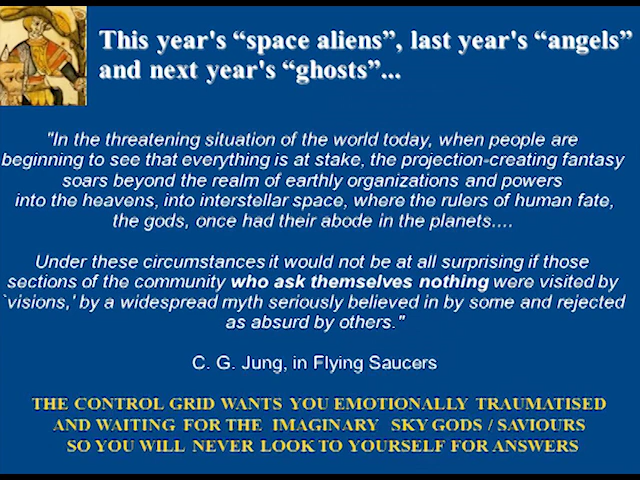 This year's “space aliens”, last year's “angels”
and next year's “ghosts”...
"In the threatening situation of the world today, when people are
beginning to see that everything is at stake, the projection-creating fantasy
soars beyond the realm of earthly organizations and powers
into the heavens, into interstellar space, where the rulers of human fate,
the gods, once had their abode in the planets....
Under these circumstances it would not be at all surprising if those
sections of the community who ask themselves nothing were visited by
`visions,' by a widespread myth seriously believed in by some and rejected
as absurd by others."
C. G. Jung, in Flying Saucers
THE CONTROL GRID WANTS YOU EMOTIONALLY TRAUMATISED
AND WAITING FOR THE IMAGINARY SKY GODS / SAVIOURS
SO YOU WILL NEVER LOOK TO YOURSELF FOR ANSWERS